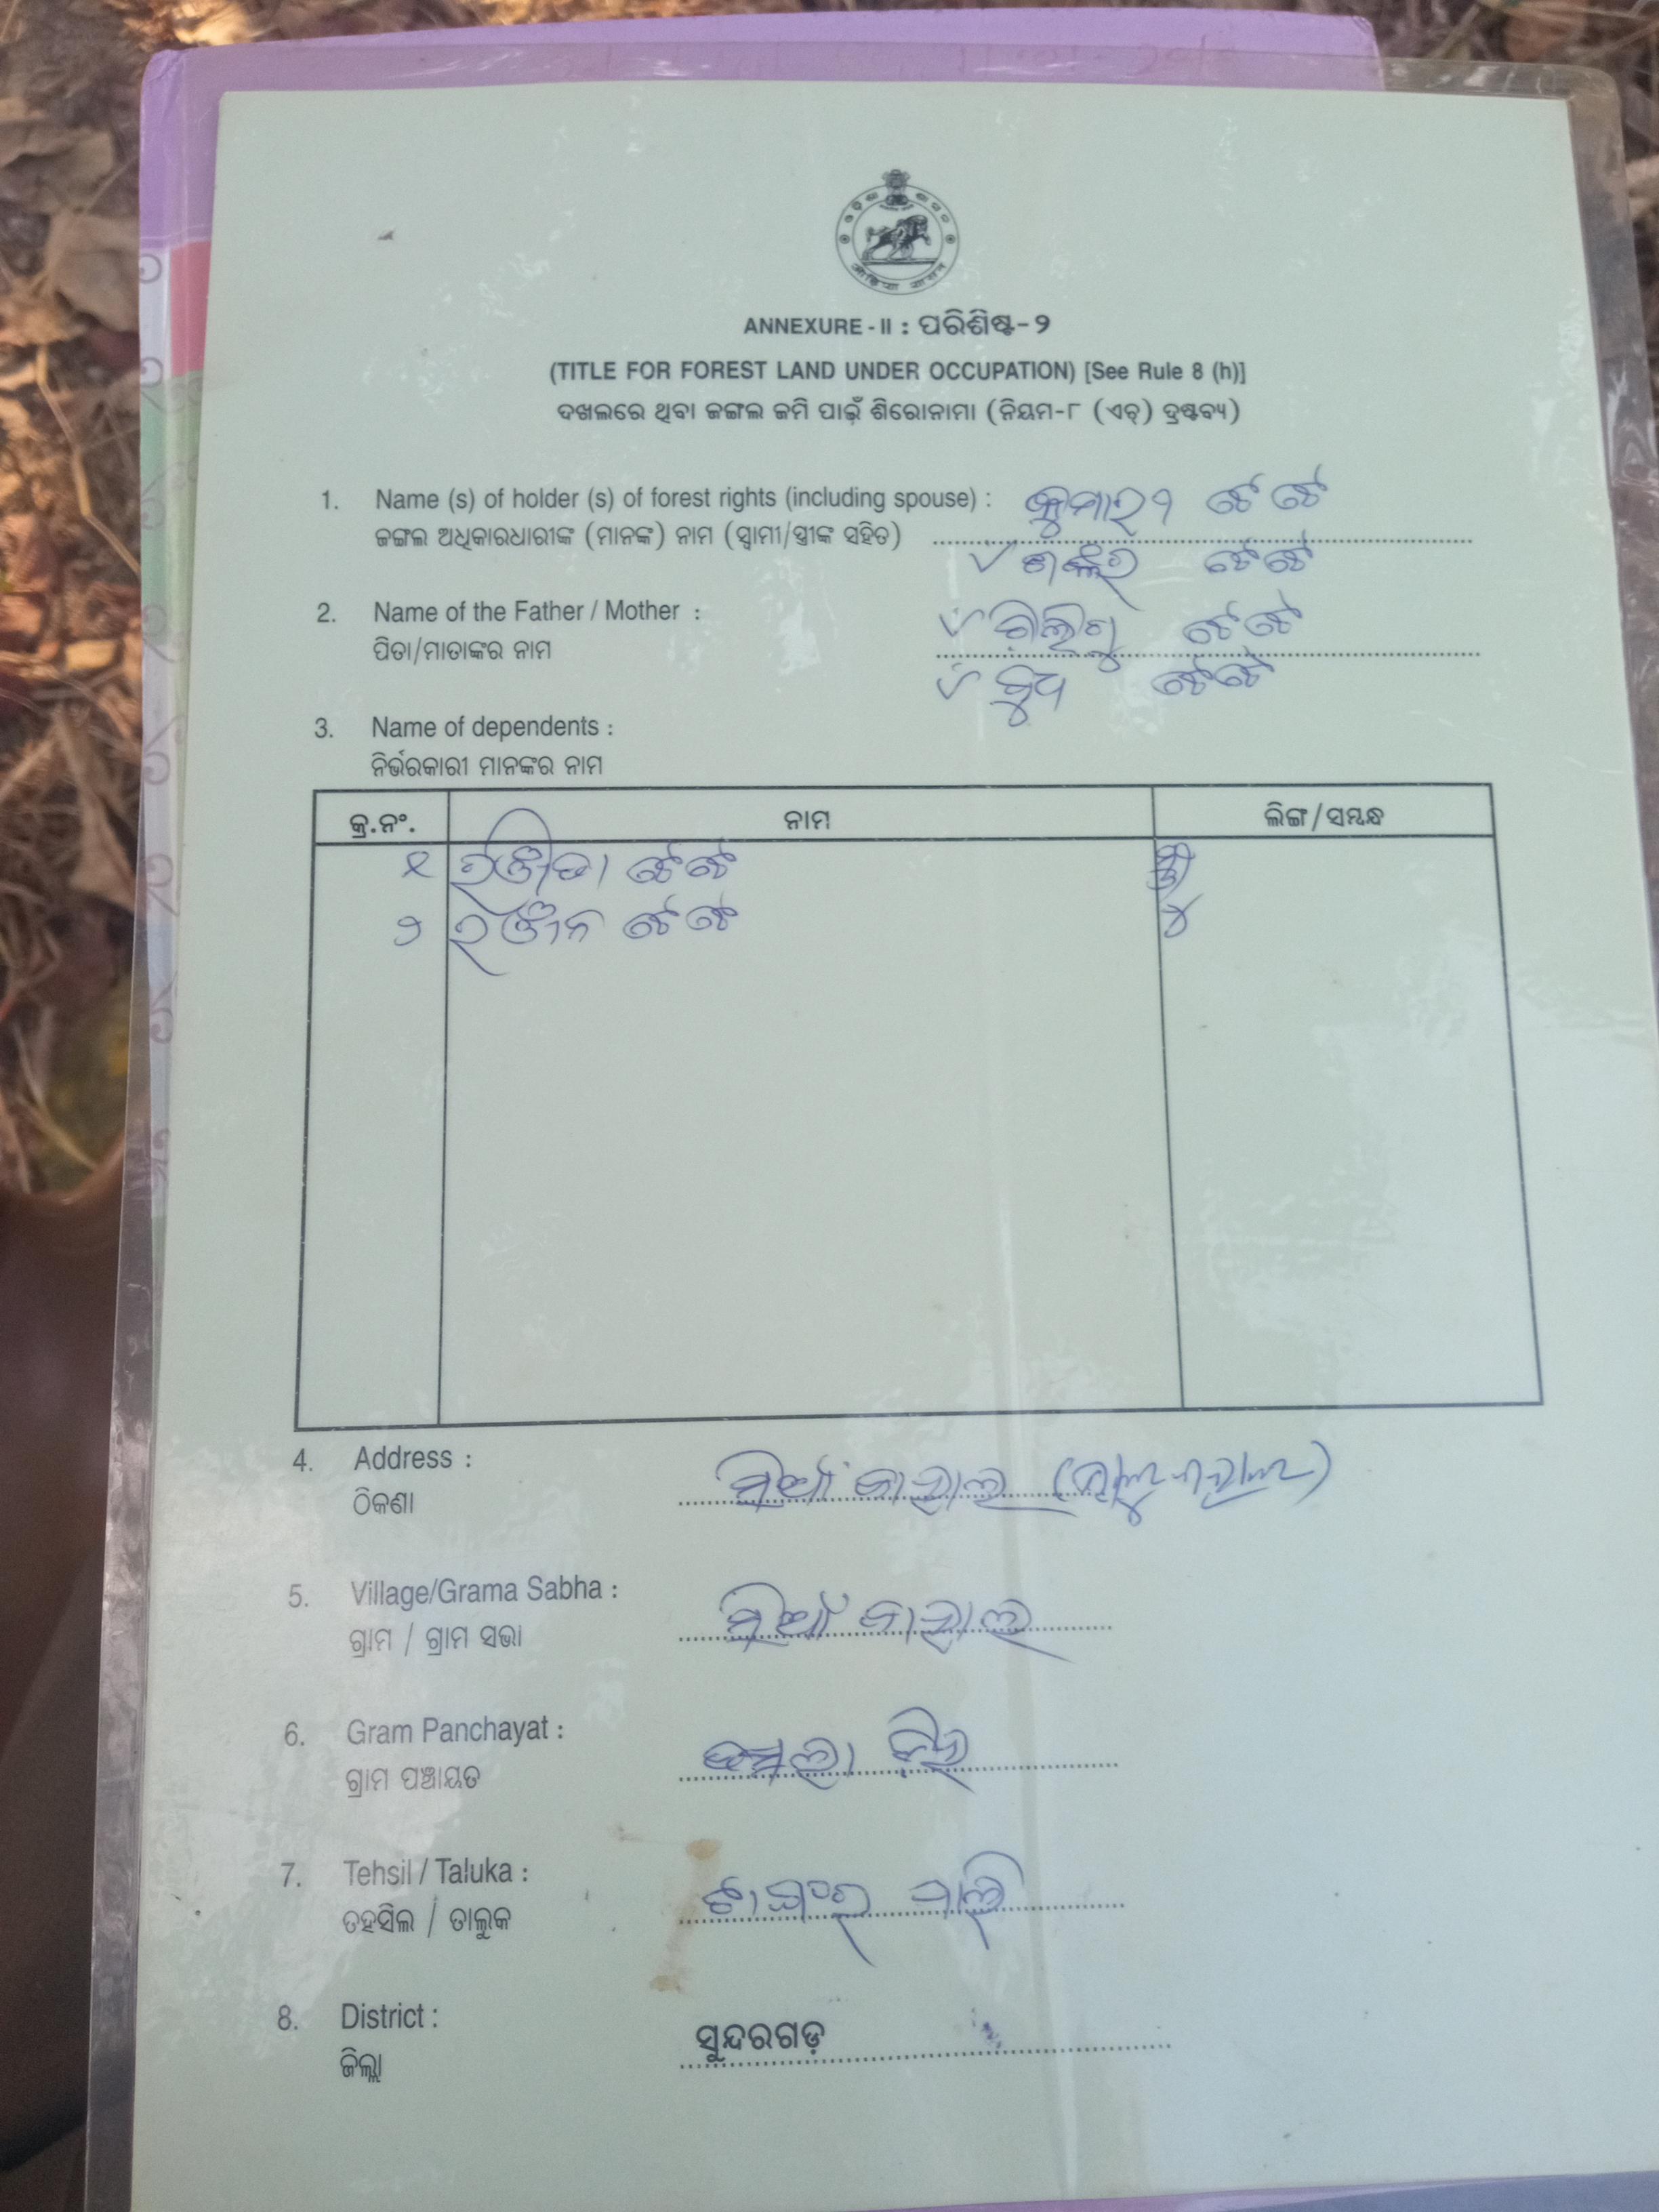 ANNEXURE - II : ପରିଶିଷ୍ଟ-୨
(TITLE FOR FOREST LAND UNDER OCCUPATION) [See Rule 8 (h)]
ଦଖଲରେ ଥିବା ଜଙ୍ଗଲ ଜମି ପାଇଁ ଶିରୋନାମା (ନିୟମ-୮ (ଏଚ୍) ଦ୍ରଷ୍ଟବ୍ୟ)
1. Name (s) of holder (s) of forest rights (including spouse) : ଟେଟେ
ଜଙ୍ଗଲ ଅଧିକାରଧାରୀଙ୍କ (ମାନଙ୍କ) ନାମ (ସ୍ୱାମୀ/ସ୍ତ୍ରୀଙ୍କ ସହିତ)
ଟେଟେ
2. Name of the Father / Mother : ଟେଟେ
ପିତା/ମାତାଙ୍କର ନାମ
ବୁଧ ଟେଟେ
3. Name of dependents :
ନିର୍ଭରକାରୀ ମାନଙ୍କର ନାମ
କ୍ର.ନଂ. ନାମ ଲିଙ୍ଗ/ସମ୍ବନ୍ଧ
୧ ଟେଟେ ସ୍ତ୍ରୀ
୨ ଟେଟେ
4. Address :
ଠିକଣା
5. Village/Grama Sabha :
ଗ୍ରାମ / ଗ୍ରାମ ସଭା
6. Gram Panchayat :
ଗ୍ରାମ ପଞ୍ଚାୟତ
7. Tehsil / Taluka : ଟାଙ୍ଗରପାଲି
ତହସିଲ / ତାଲୁକ
8. District : ସୁନ୍ଦରଗଡ଼
ଜିଲ୍ଲା